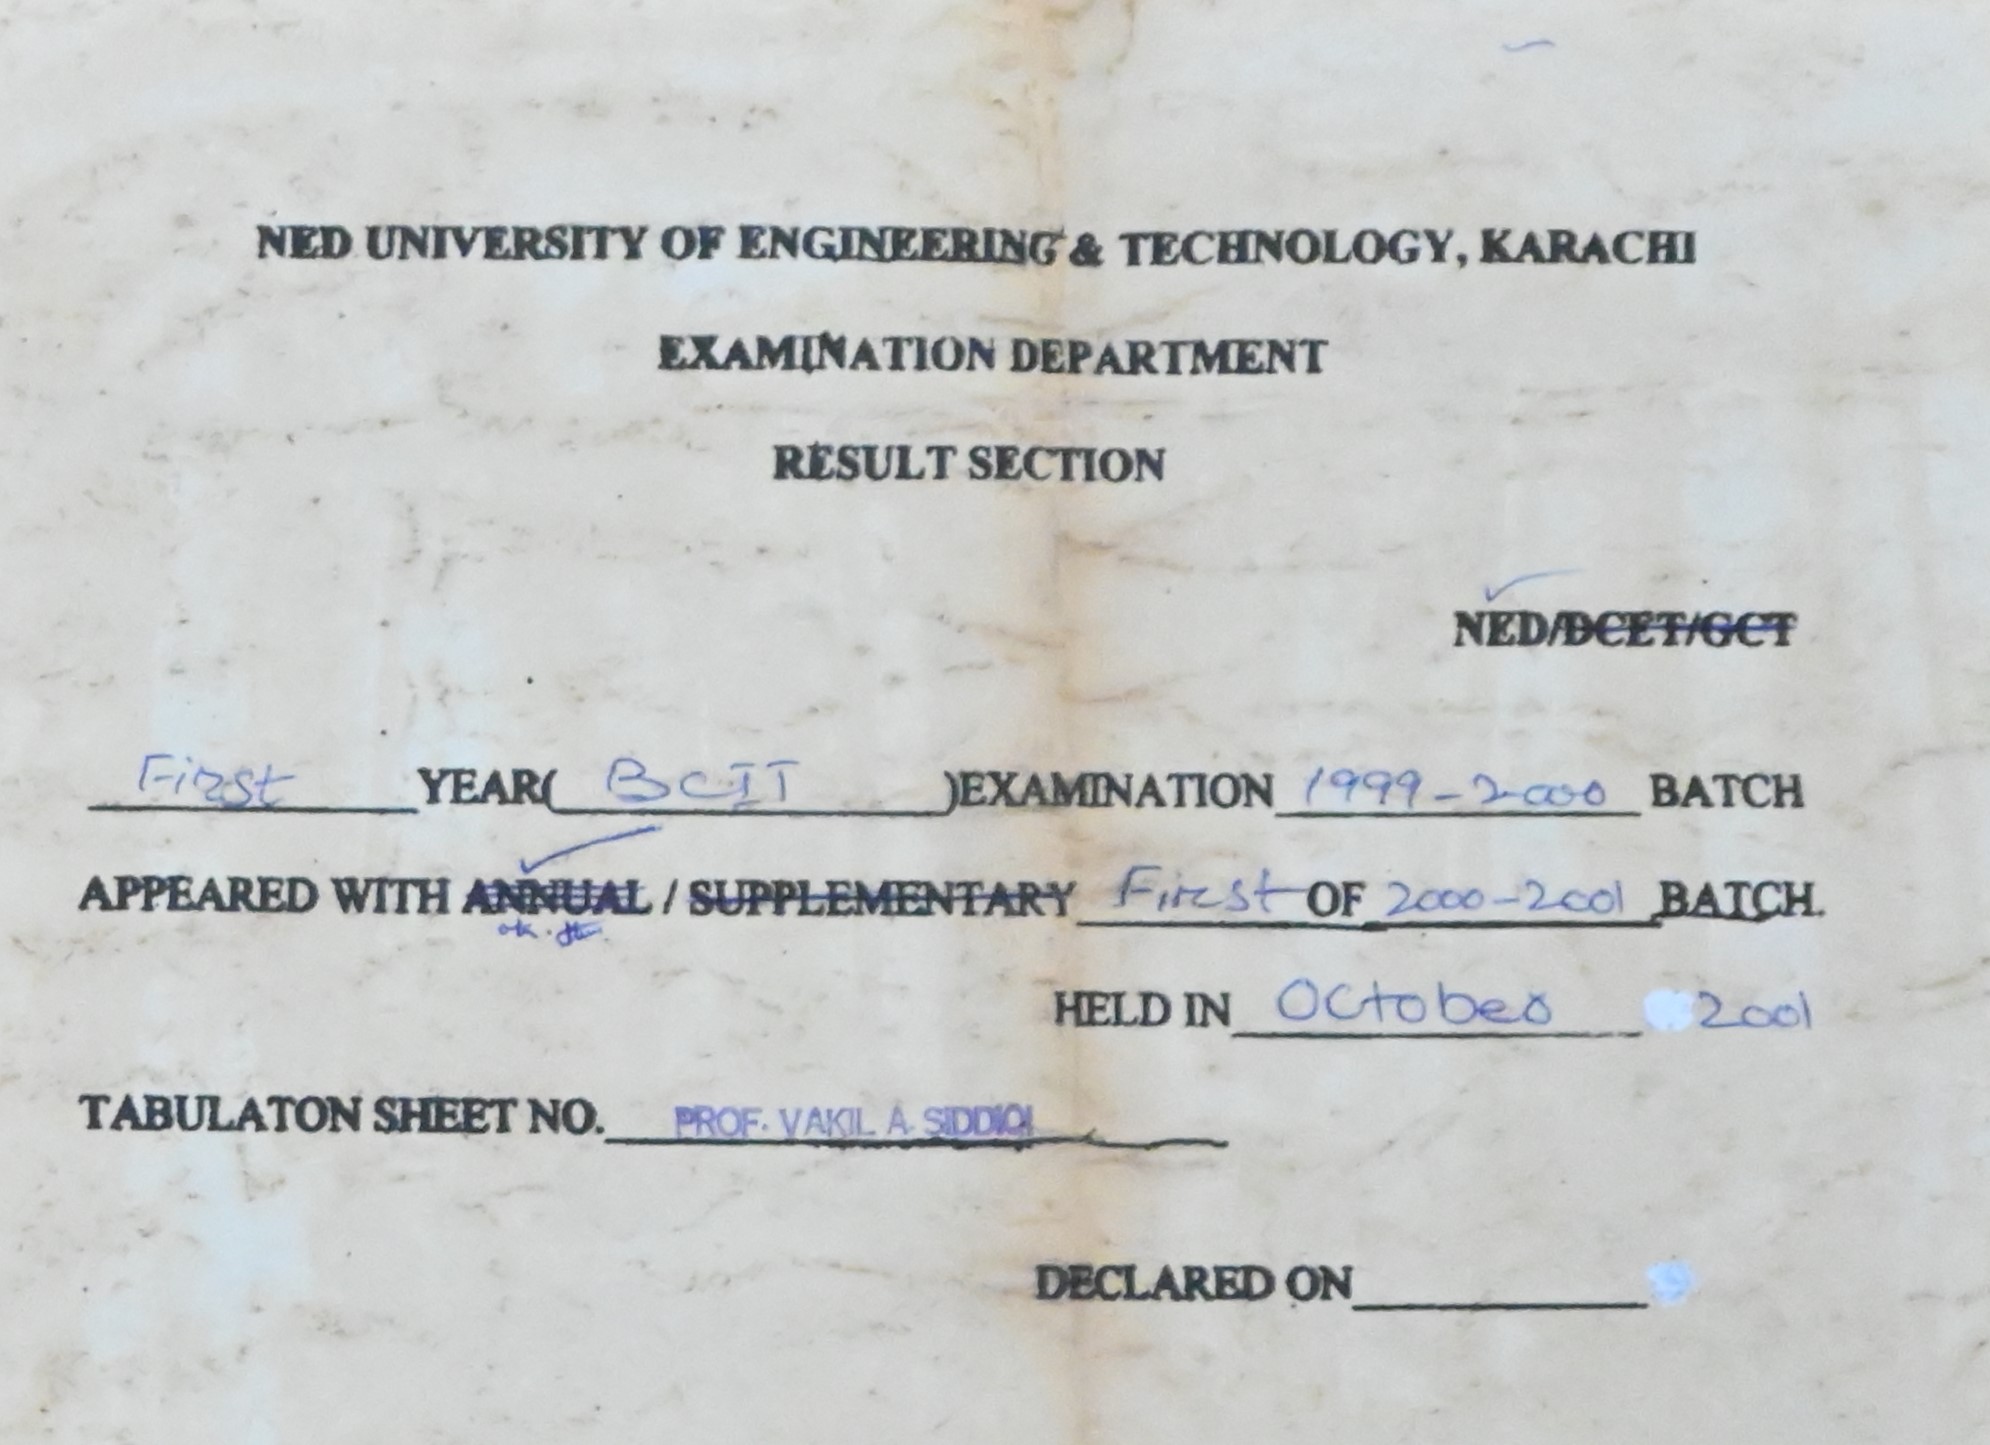 NED UNIVERSITY OF ENGINEERING & TECHNOLOGY, KARACHI
EXAMINATION DEPARTMENT
RESULT SECTION
NED/DCET/GCT
First YEAR( BCIT )EXAMINATION 1999-2000 BATCH
APPEARED WITH ANNUAL / SUPPLEMENTARY First OF 2000-2001 BATCH.
ok.
HELD IN October 2001
TABULATON SHEET NO. PROF. VAKIL A. SIDDIQI
DECLARED ON